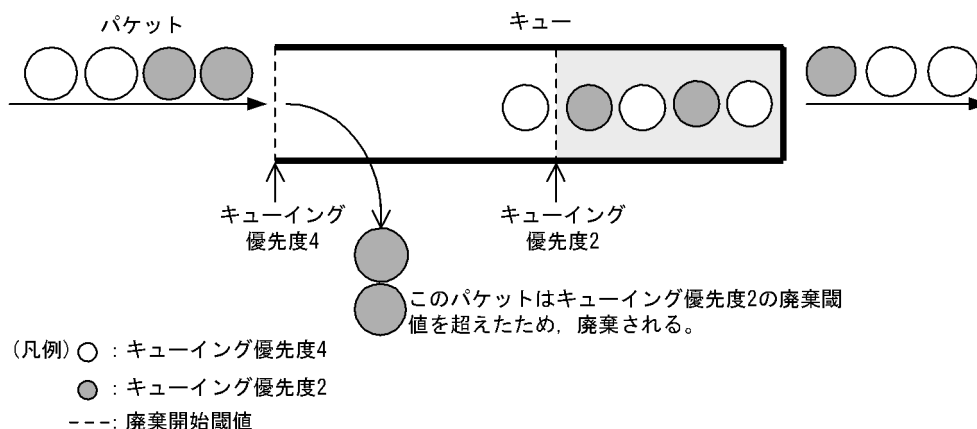 パケット
キュー
キューイング
優先度4
キューイング
優先度2
このパケットはキューイング優先度2の廃棄閾
値を超えたため，廃棄される。
(凡例) ：キューイング優先度4
：キューイング優先度2
：廃棄開始閾値